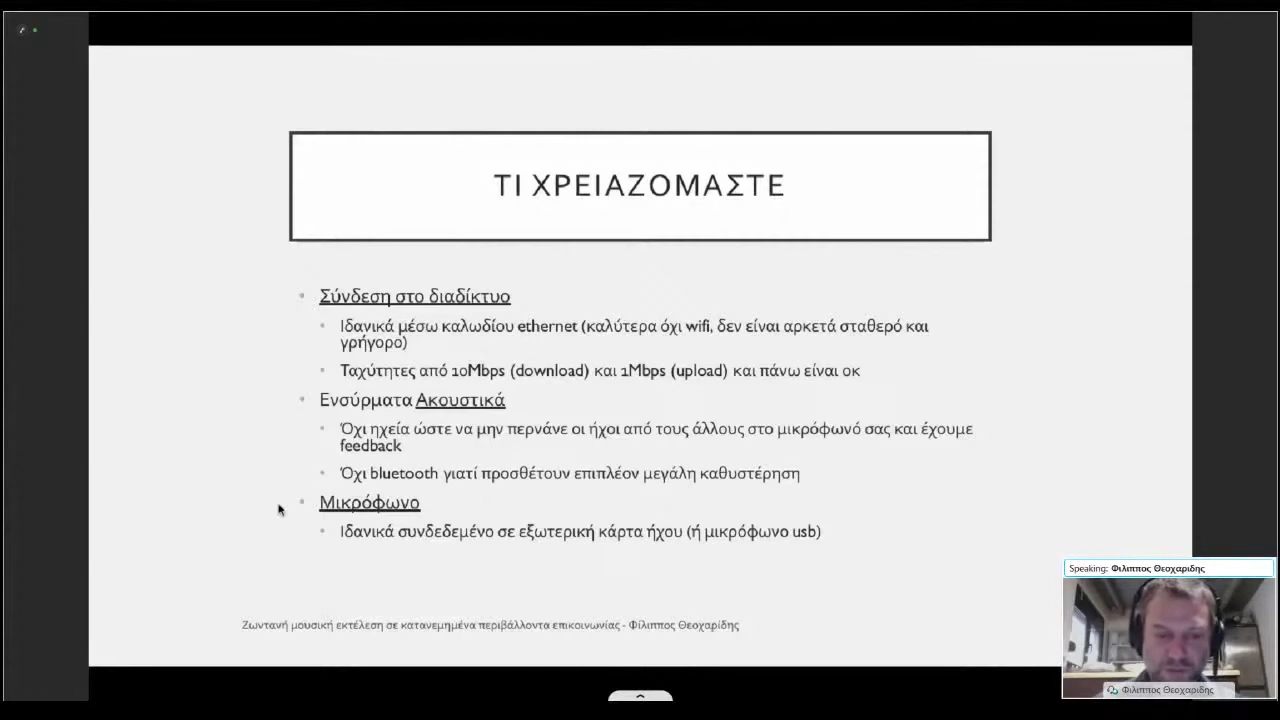 ΤΙ ΧΡΕΙΑΖΟΜΑΣΤΕ
• Σύνδεση στο διαδίκτυο
• Ιδανικά μέσω καλωδίου ethernet (καλύτερα όχι wifi, δεν είναι αρκετά σταθερό και
γρήγορο)
• Ταχύτητες από 10Mbps (download) και 1Mbps (upload) και πάνω είναι οκ
• Ενσύρματα Ακουστικά
• Όχι ηχεία ώστε να μην περνάνε οι ήχοι από τους άλλους στο μικρόφωνό σας και έχουμε
feedback
• Όχι bluetooth γιατί προσθέτουν επιπλέον μεγάλη καθυστέρηση
• Μικρόφωνο
• Ιδανικά συνδεδεμένο σε εξωτερική κάρτα ήχου (ή μικρόφωνο usb)
Ζωντανή μουσική εκτέλεση σε κατανεμημένα περιβάλλοντα επικοινωνίας - Φίλιππος Θεοχαρίδης
Speaking: Φιλιππος Θεοχαριδης
Φιλιππος Θεοχαριδης